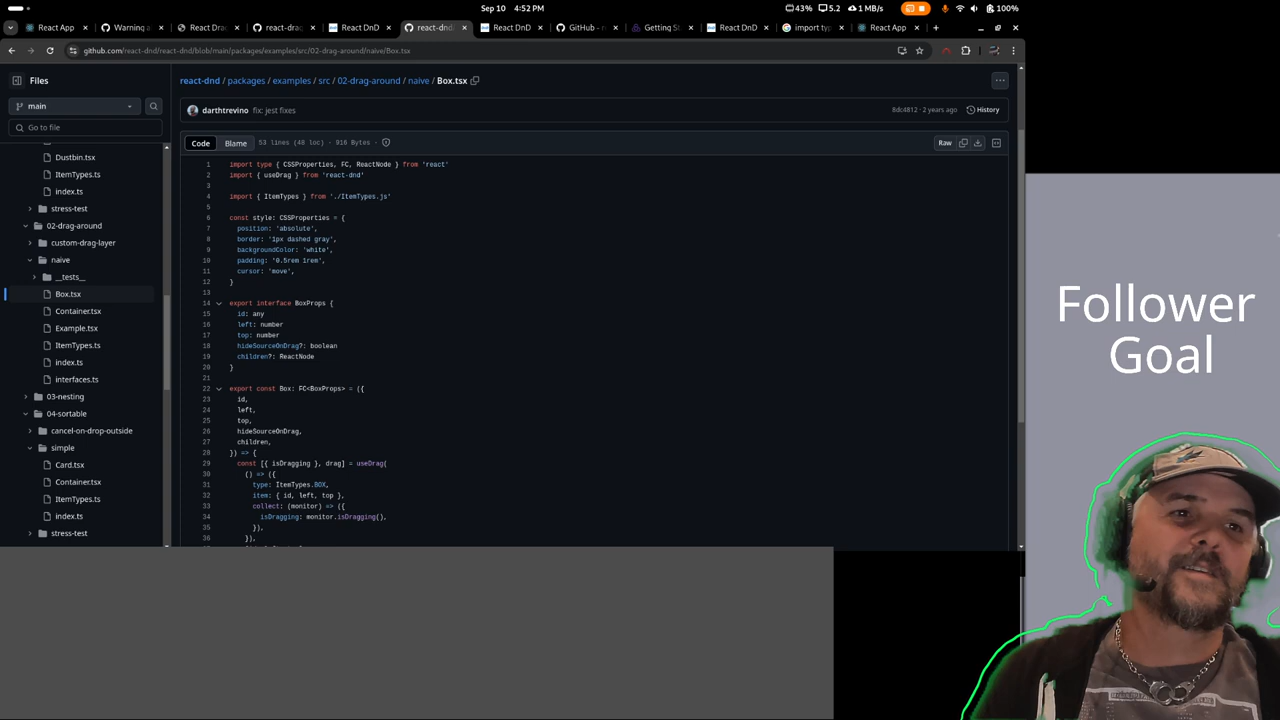 Sep 10 4:52 PM
43% 5.2 1 MB/s 100%
React App × Warning × React Drag × react-drag × React DnD × react-dnd × React DnD × GitHub - r × Getting St × React DnD × import typ × React App × +
github.com/react-dnd/react-dnd/blob/main/packages/examples/src/02-drag-around/naive/Box.tsx
Files
main
Go to file
Dustbin.tsx
ItemTypes.ts
index.ts
stress-test
02-drag-around
custom-drag-layer
naive
__tests__
Box.tsx
Container.tsx
Example.tsx
ItemTypes.ts
index.ts
interfaces.ts
03-nesting
04-sortable
cancel-on-drop-outside
simple
Card.tsx
Container.tsx
ItemTypes.ts
index.ts
stress-test
react-dnd / packages / examples / src / 02-drag-around / naive / Box.tsx
darthtrevino fix: jest fixes 8dc4812 · 2 years ago History
Code Blame 53 lines (48 loc) · 916 Bytes Raw
1 import type { CSSProperties, FC, ReactNode } from 'react'
2 import { useDrag } from 'react-dnd'
3
4 import { ItemTypes } from './ItemTypes.js'
5
6 const style: CSSProperties = {
7 position: 'absolute',
8 border: '1px dashed gray',
9 backgroundColor: 'white',
10 padding: '0.5rem 1rem',
11 cursor: 'move',
12 }
13
14 export interface BoxProps {
15 id: any
16 left: number
17 top: number
18 hideSourceOnDrag?: boolean
19 children?: ReactNode
20 }
21
22 export const Box: FC<BoxProps> = ({
23 id,
24 left,
25 top,
26 hideSourceOnDrag,
27 children,
28 }) => {
29 const [{ isDragging }, drag] = useDrag(
30 () => ({
31 type: ItemTypes.BOX,
32 item: { id, left, top },
33 collect: (monitor) => ({
34 isDragging: monitor.isDragging(),
35 }),
36 }),
Follower
Goal